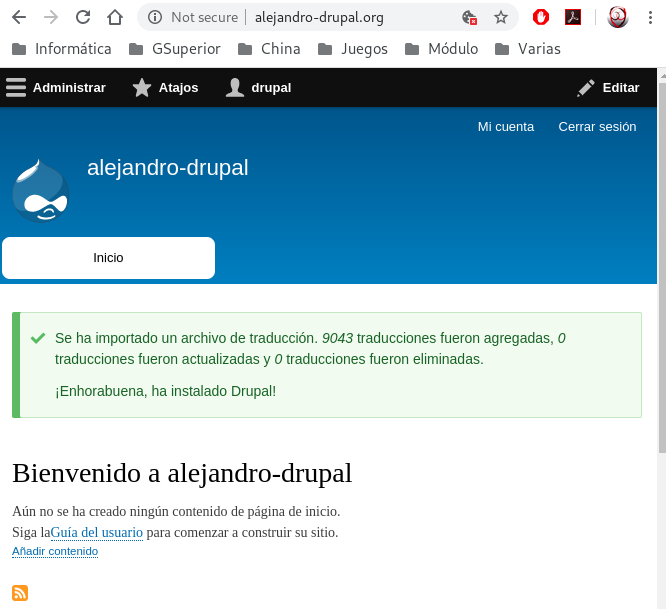 Not secure alejandro-drupal.org
Informática GSuperior China Juegos Módulo Varias
Administrar Atajos drupal Editar
Mi cuenta Cerrar sesión
alejandro-drupal
Inicio
Se ha importado un archivo de traducción. 9043 traducciones fueron agregadas, 0
traducciones fueron actualizadas y 0 traducciones fueron eliminadas.
¡Enhorabuena, ha instalado Drupal!
Bienvenido a alejandro-drupal
Aún no se ha creado ningún contenido de página de inicio.
Siga laGuía del usuario para comenzar a construir su sitio.
Añadir contenido